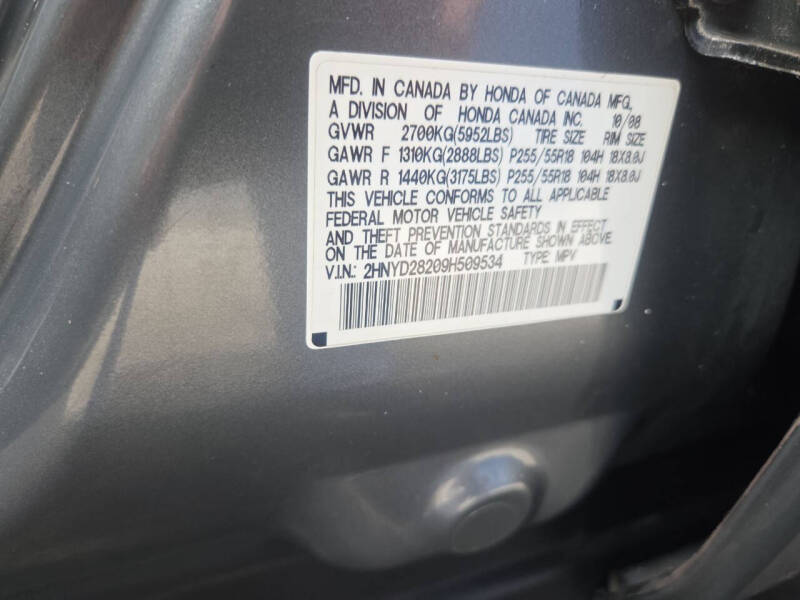 MFD. IN CANADA BY HONDA OF CANADA MFG.,
A DIVISION OF HONDA CANADA INC. 10/08
GVWR 2700KG(5952LBS) TIRE SIZE RIM SIZE
GAWR F 1310KG(2888LBS) P255/55R18 104H 18X8.0J
GAWR R 1440KG(3175LBS) P255/55R18 104H 18X8.0J
THIS VEHICLE CONFORMS TO ALL APPLICABLE
FEDERAL MOTOR VEHICLE SAFETY
AND THEFT PREVENTION STANDARDS IN EFFECT
ON THE DATE OF MANUFACTURE SHOWN ABOVE.
V.I.N.: 2HNYD28209H509534 TYPE: MPV